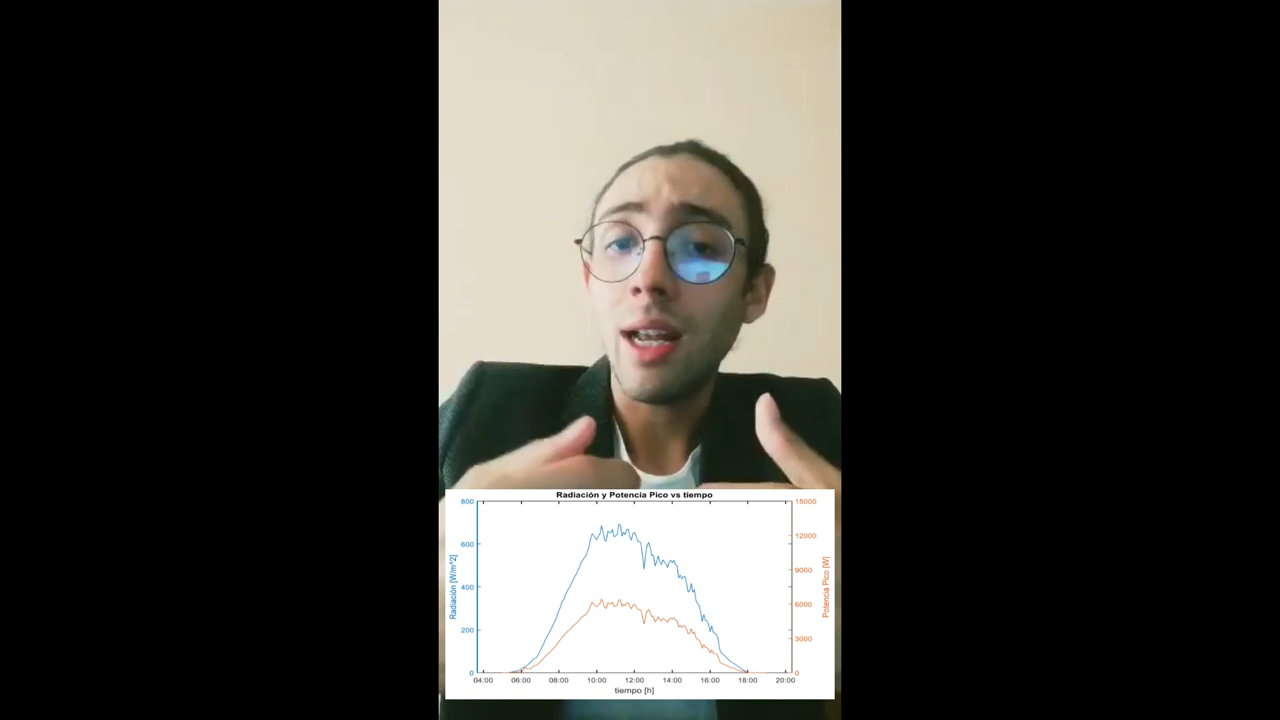 Radiación y Potencia Pico vs tiempo
800
600
400
200
0
Radiación [W/m^2]
15000
12000
9000
6000
3000
0
Potencia Pico [W]
04:00 06:00 08:00 10:00 12:00 14:00 16:00 18:00 20:00
tiempo [h]